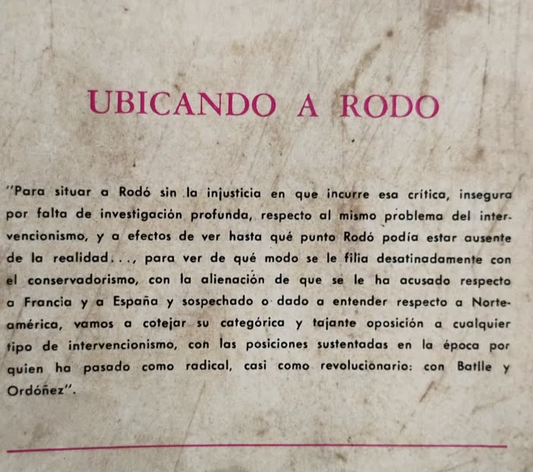 UBICANDO A RODO
"Para situar a Rodó sin la injusticia en que incurre esa crítica, insegura
por falta de investigación profunda, respecto al mismo problema del inter-
vencionismo, y a efectos de ver hasta qué punto Rodó podía estar ausente
de la realidad..., para ver de qué modo se le filia desatinadamente con
el conservadorismo, con la alienación de que se le ha acusado respecto
a Francia y a España y sospechado o dado a entender respecto a Norte-
américa, vamos a cotejar su categórica y tajante oposición a cualquier
tipo de intervencionismo, con las posiciones sustentadas en la época por
quien ha pasado como radical, casi como revolucionario: con Batlle y
Ordóñez".